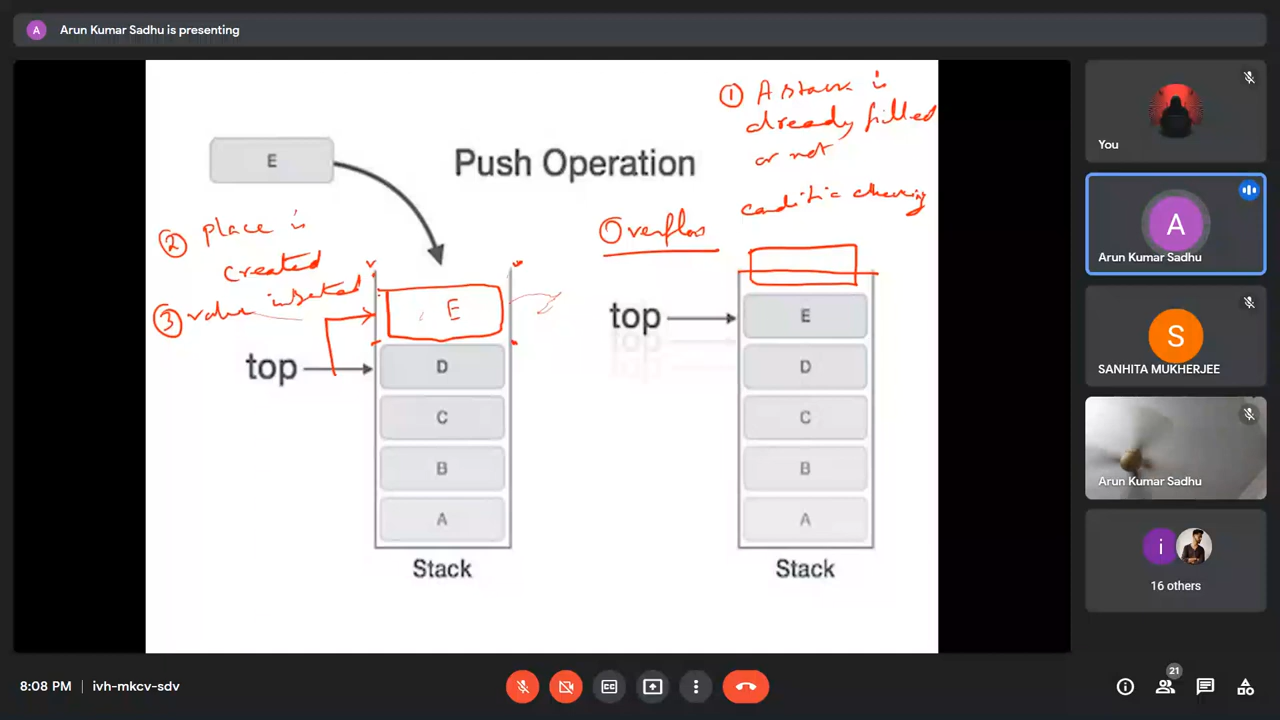 A
Arun Kumar Sadhu is presenting
① A stack is
already filled
or not
condition checking
E
Push Operation
② Place is
created
③ value inserted
Overflow
E
top
D
C
B
A
Stack
top
E
D
C
B
A
Stack
You
A
Arun Kumar Sadhu
S
SANHITA MUKHERJEE
Arun Kumar Sadhu
i
16 others
8:08 PM | ivh-mkcv-sdv
CC
21